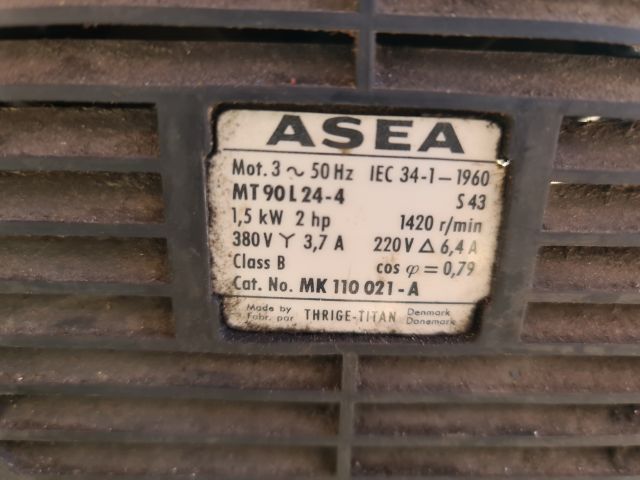 ASEA
Mot. 3 ~ 50 Hz IEC 34-1-1960
MT 90 L 24-4 S 43
1,5 kW 2 hp 1420 r/min
380 V Y 3,7 A 220 V Δ 6,4 A
Class B cos φ = 0,79
Cat. No. MK 110 021-A
Made by THRIGE-TITAN Denmark
Fabr. par Danemark